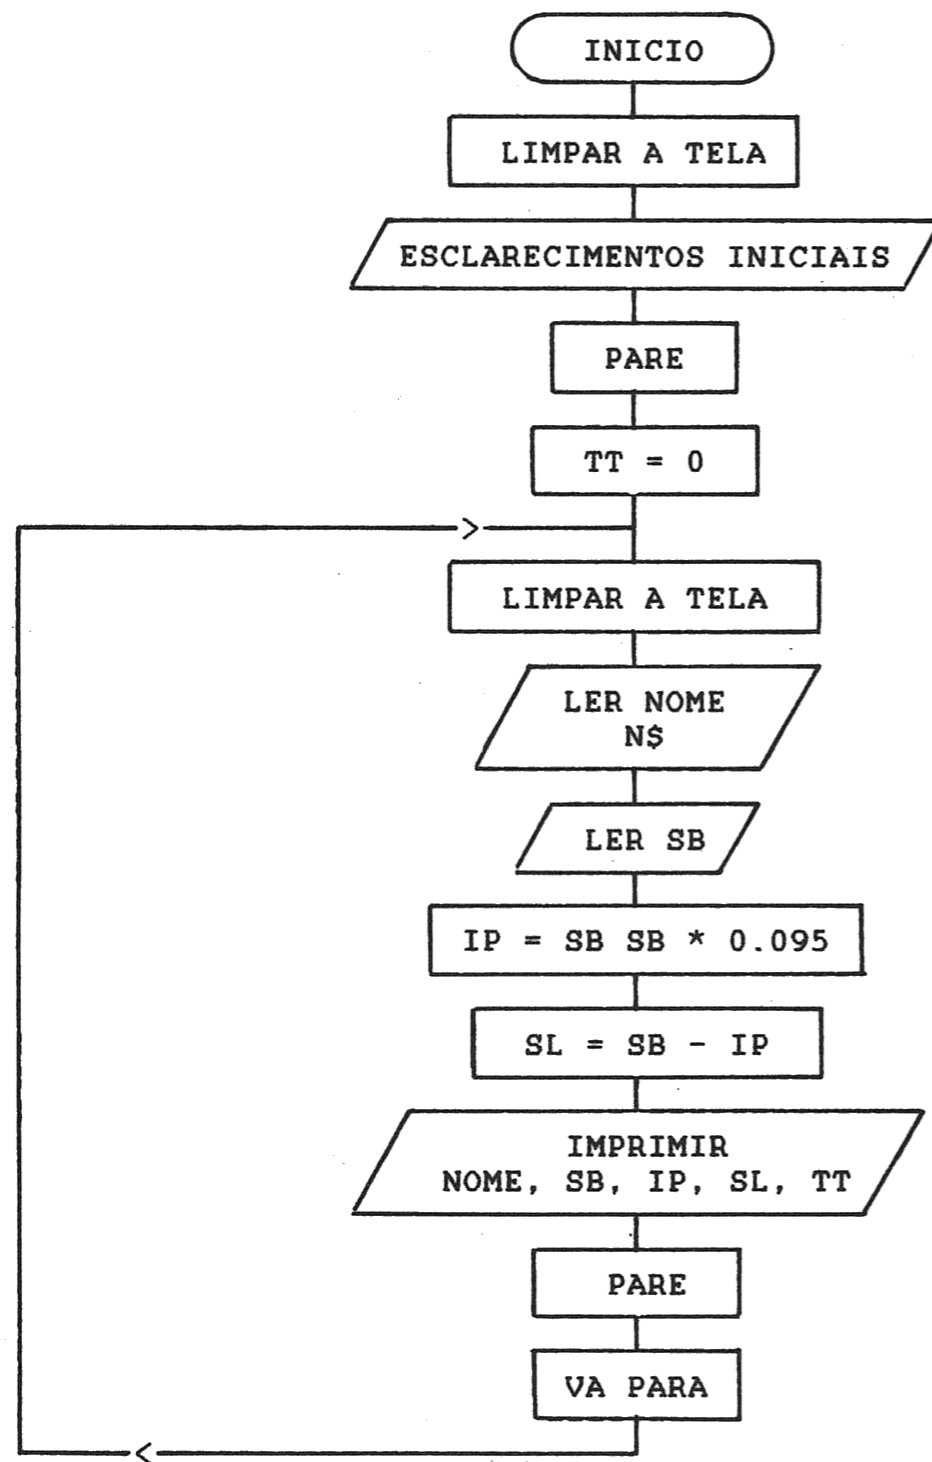 INICIO
LIMPAR A TELA
ESCLARECIMENTOS INICIAIS
PARE
TT = 0
LIMPAR A TELA
LER NOME
N$
LER SB
IP = SB SB * 0.095
SL = SB - IP
IMPRIMIR
NOME, SB, IP, SL, TT
PARE
VA PARA